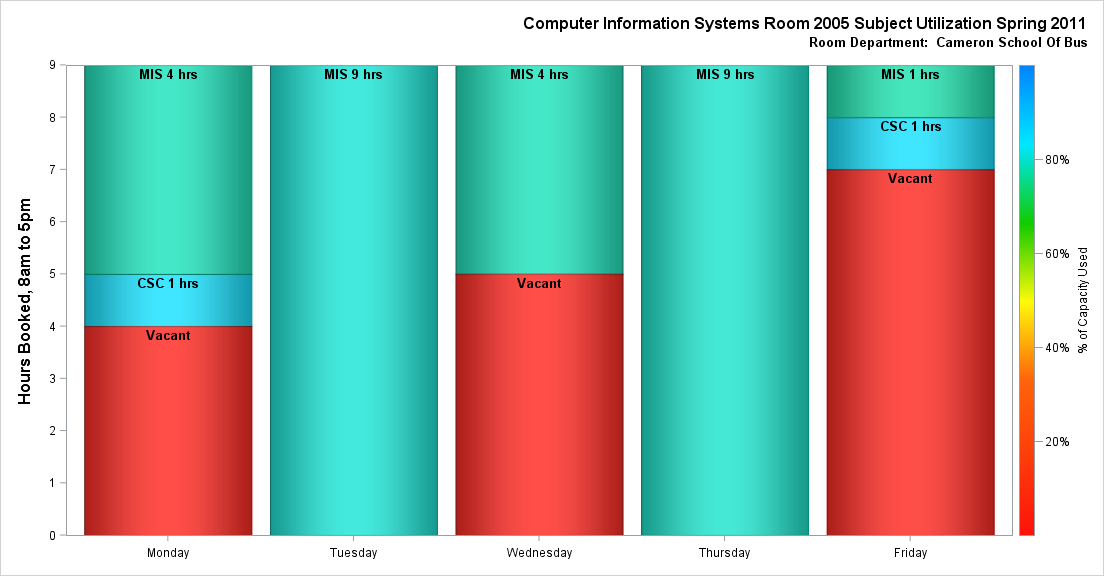 Computer Information Systems Room 2005 Subject Utilization Spring 2011
Room Department:  Cameron School Of Bus
Hours Booked, 8am to 5pm
9
8
7
6
5
4
3
2
1
0
MIS 4 hrs
CSC 1 hrs
Vacant
MIS 9 hrs
MIS 4 hrs
Vacant
MIS 9 hrs
MIS 1 hrs
CSC 1 hrs
Vacant
Monday
Tuesday
Wednesday
Thursday
Friday
80%
60%
40%
20%
% of Capacity Used